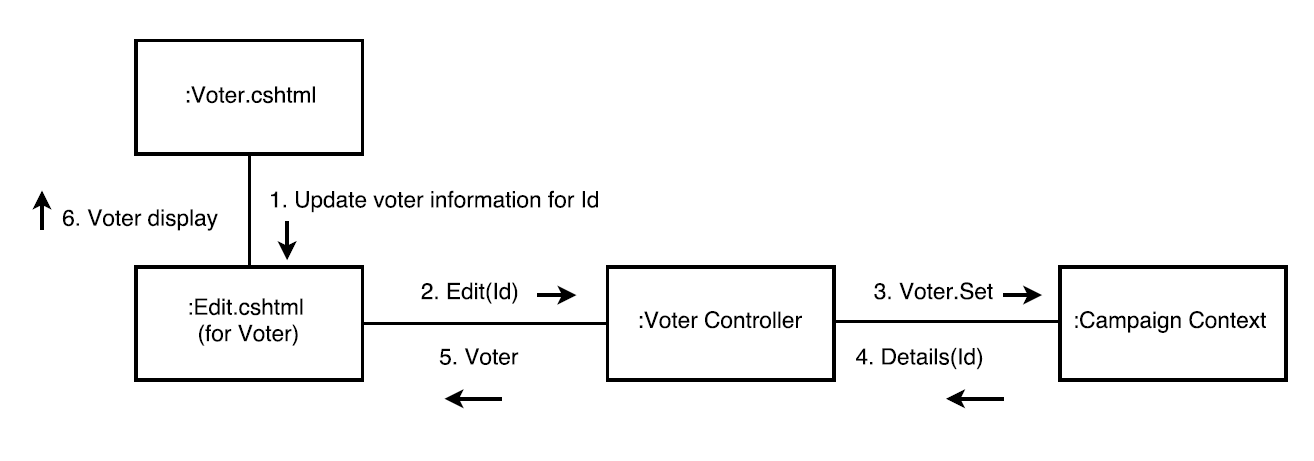 :Voter.cshtml
1. Update voter information for Id
6. Voter display
:Edit.cshtml
(for Voter)
2. Edit(Id)
:Voter Controller
3. Voter.Set
:Campaign Context
5. Voter
4. Details(Id)